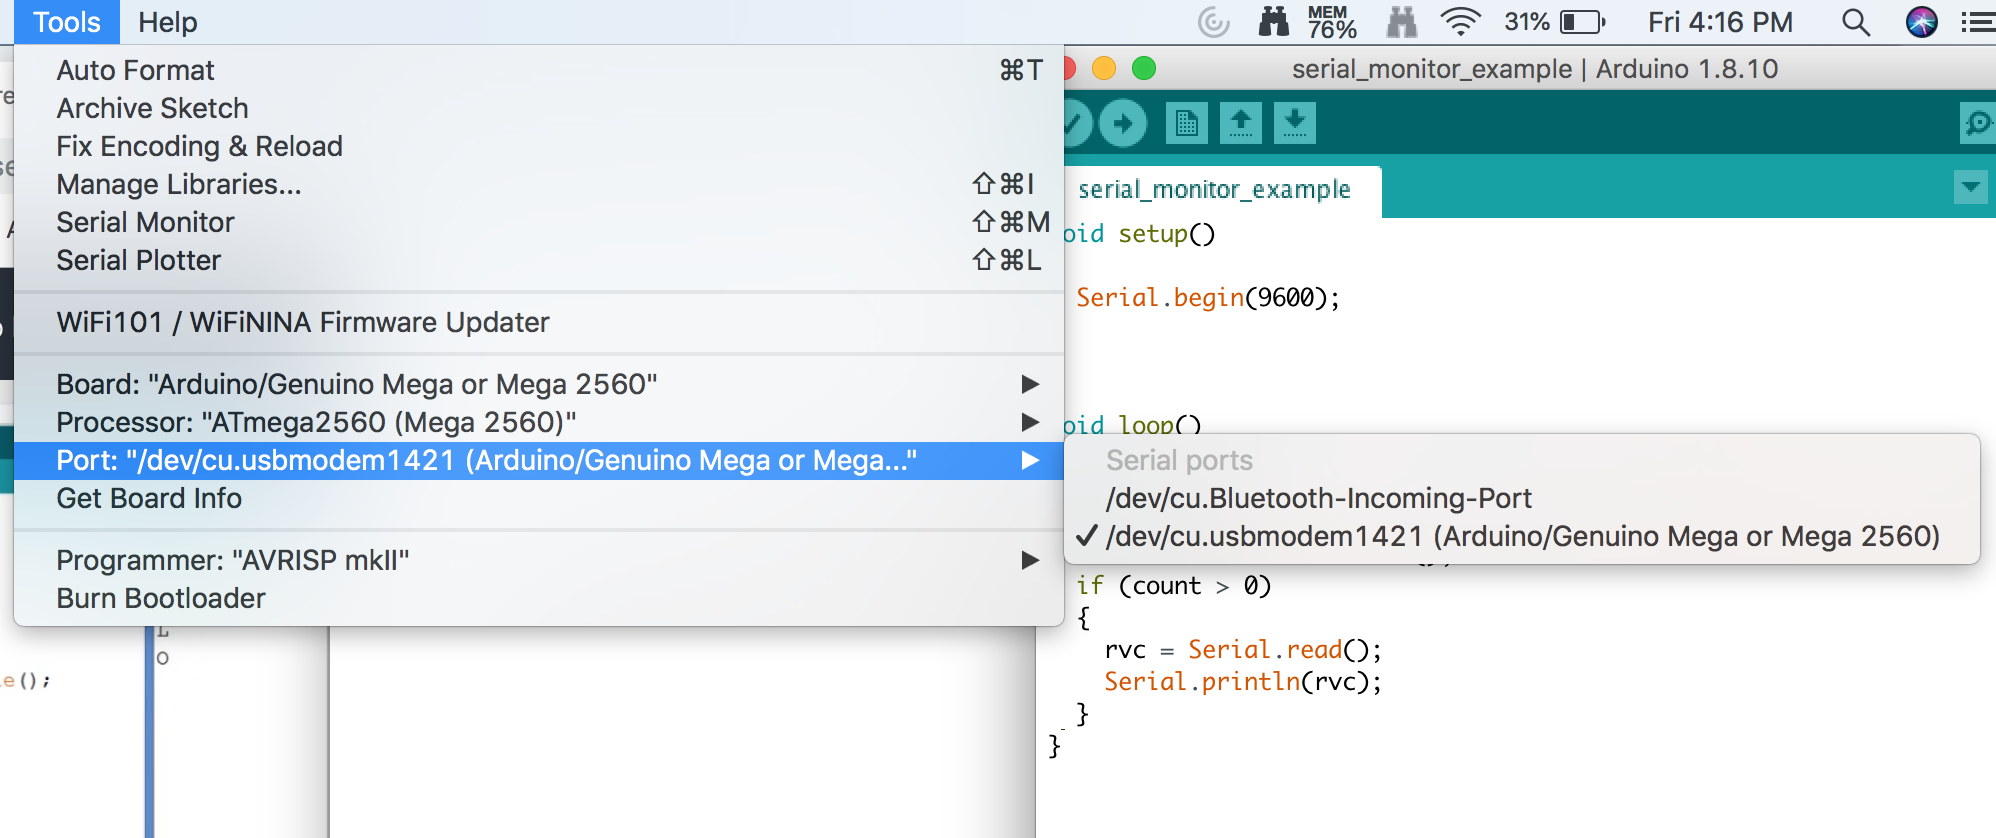 Tools Help MEM 76% 31% Fri 4:16 PM
Auto Format ⌘T
Archive Sketch
Fix Encoding & Reload
Manage Libraries... ⇧⌘I
Serial Monitor ⇧⌘M
Serial Plotter ⇧⌘L
WiFi101 / WiFiNINA Firmware Updater
Board: "Arduino/Genuino Mega or Mega 2560"
Processor: "ATmega2560 (Mega 2560)"
Port: "/dev/cu.usbmodem1421 (Arduino/Genuino Mega or Mega..."
Get Board Info
Programmer: "AVRISP mkII"
Burn Bootloader
Serial ports
/dev/cu.Bluetooth-Incoming-Port
✓ /dev/cu.usbmodem1421 (Arduino/Genuino Mega or Mega 2560)
serial_monitor_example | Arduino 1.8.10
serial_monitor_example
oid setup()
Serial.begin(9600);
oid loop()
if (count > 0)
{
rvc = Serial.read();
Serial.println(rvc);
}
}
L
O
e();